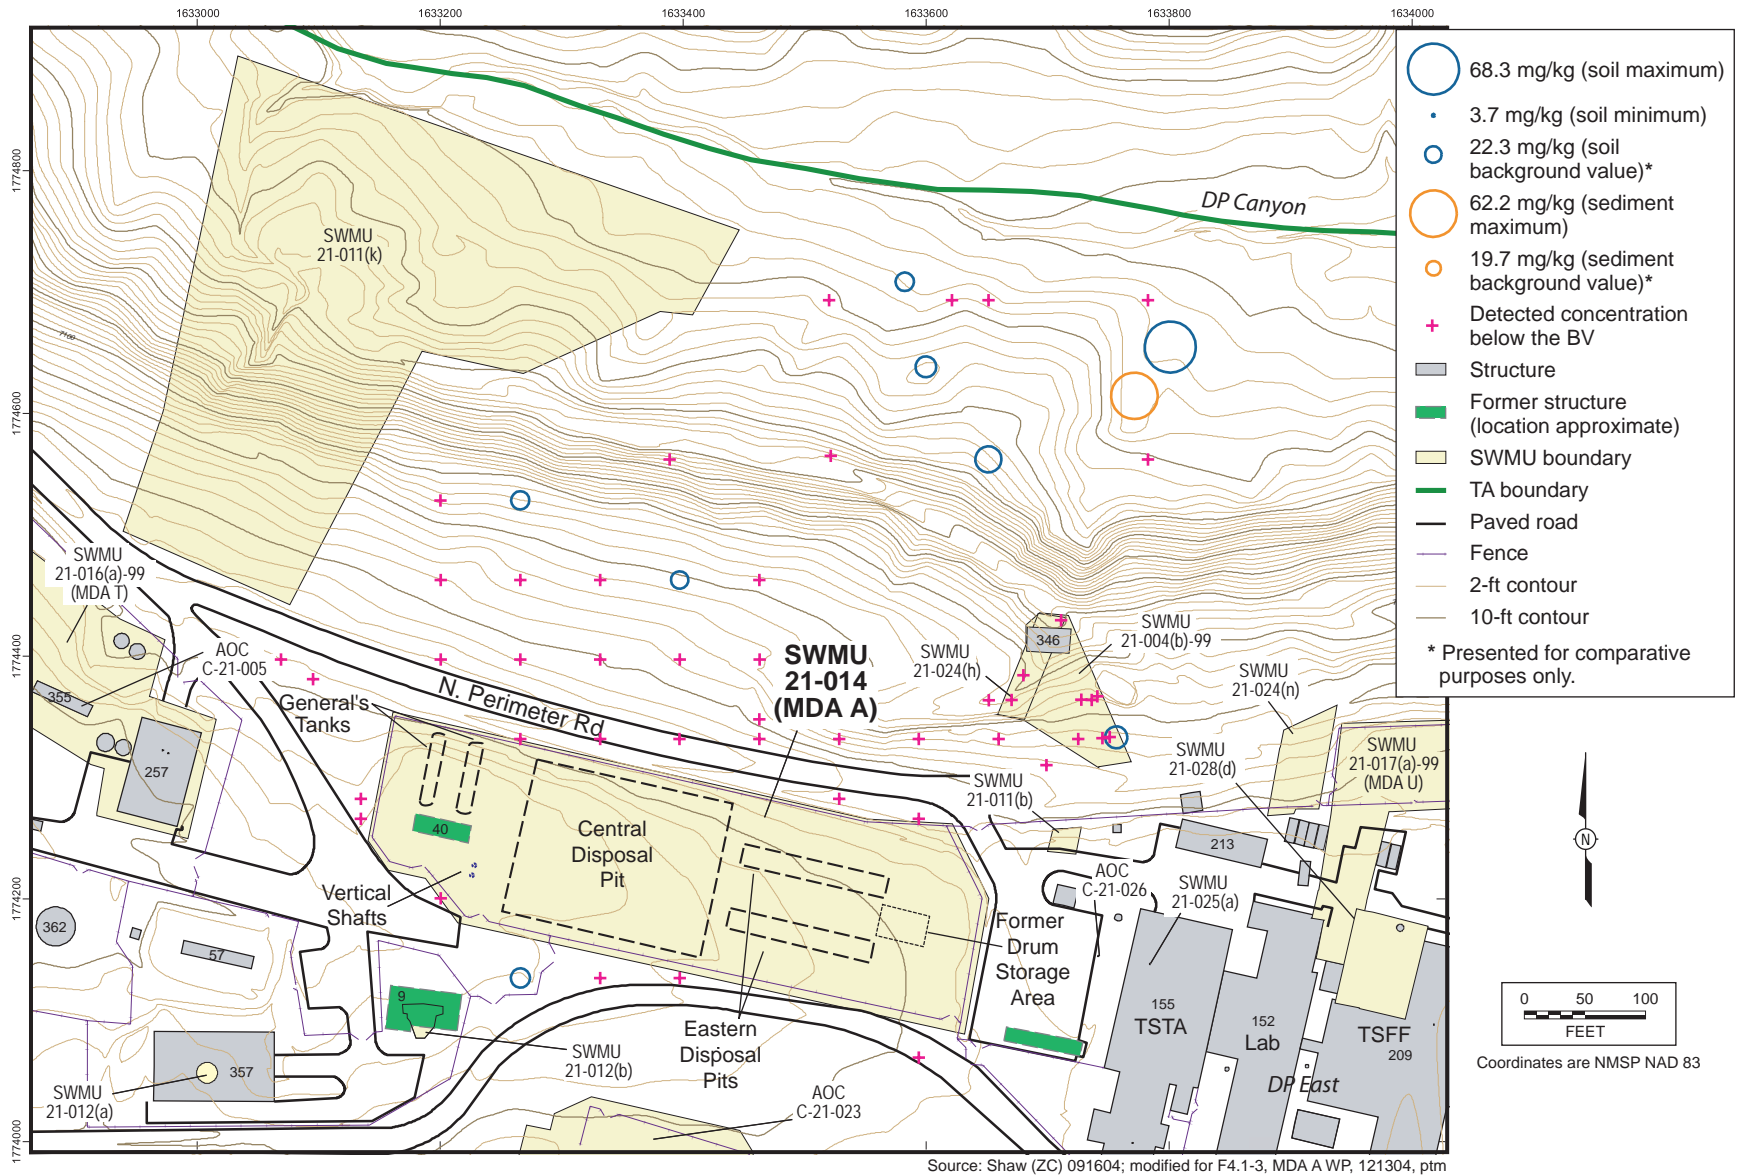 1633000
1633200
1633400
1633600
1633800
1634000
1774800
1774600
1774400
1774200
1774000
68.3 mg/kg (soil maximum)
3.7 mg/kg (soil minimum)
22.3 mg/kg (soil
background value)*
62.2 mg/kg (sediment
maximum)
19.7 mg/kg (sediment
background value)*
Detected concentration
below the BV
Structure
Former structure
(location approximate)
SWMU boundary
TA boundary
Paved road
Fence
2-ft contour
10-ft contour
* Presented for comparative
purposes only.
DP Canyon
SWMU
21-011(k)
7100
SWMU
21-016(a)-99
(MDA T)
AOC
C-21-005
355
257
General's
Tanks
N. Perimeter Rd
SWMU
21-014
(MDA A)
SWMU
21-024(h)
346
SWMU
21-004(b)-99
SWMU
21-024(n)
SWMU
21-028(d)
SWMU
21-017(a)-99
(MDA U)
SWMU
21-011(b)
40
Central
Disposal
Pit
Vertical
Shafts
213
AOC
C-21-026
SWMU
21-025(a)
Former
Drum
Storage
Area
362
57
9
Eastern
Disposal
Pits
SWMU
21-012(b)
357
SWMU
21-012(a)
AOC
C-21-023
155
TSTA
152
Lab
TSFF
209
DP East
N
0 50 100
FEET
Coordinates are NMSP NAD 83
Source: Shaw (ZC) 091604; modified for F4.1-3, MDA A WP, 121304, ptm